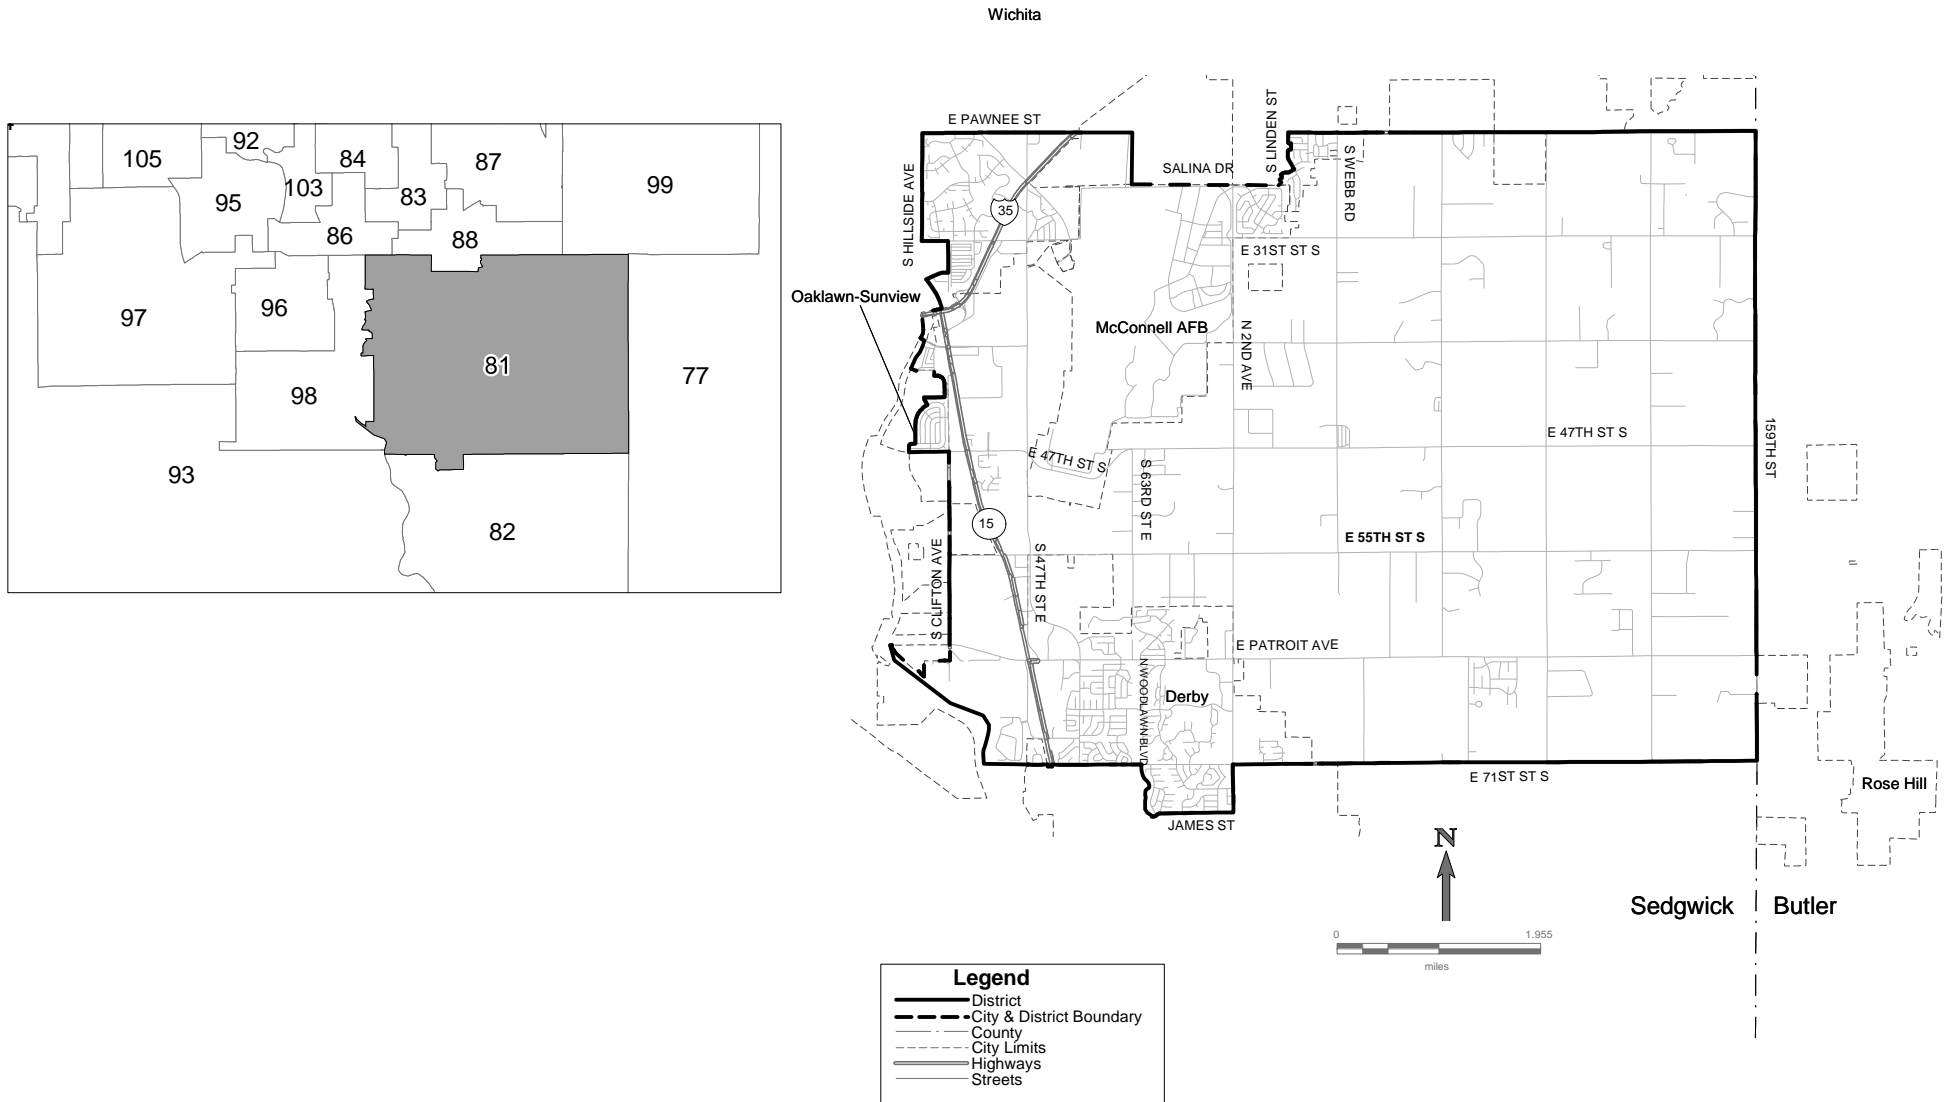 Wichita
105
92
84
87
99
103
83
95
86
88
97
96
81
77
98
93
82
E PAWNEE ST
S LINDEN ST
SALINA DR
S WEBB RD
S HILLSIDE AVE
35
E 31ST ST S
Oaklawn-Sunview
McConnell AFB
N 2ND AVE
E 47TH ST S
E 47TH ST S
159TH ST
S 63RD ST E
15
E 55TH ST S
S CLIFTON AVE
S 47TH ST E
E PATROIT AVE
N WOODLAWN BLVD
Derby
E 71ST ST S
Rose Hill
JAMES ST
N
Sedgwick
Butler
0 1.955
miles
Legend
District
City & District Boundary
County
City Limits
Highways
Streets